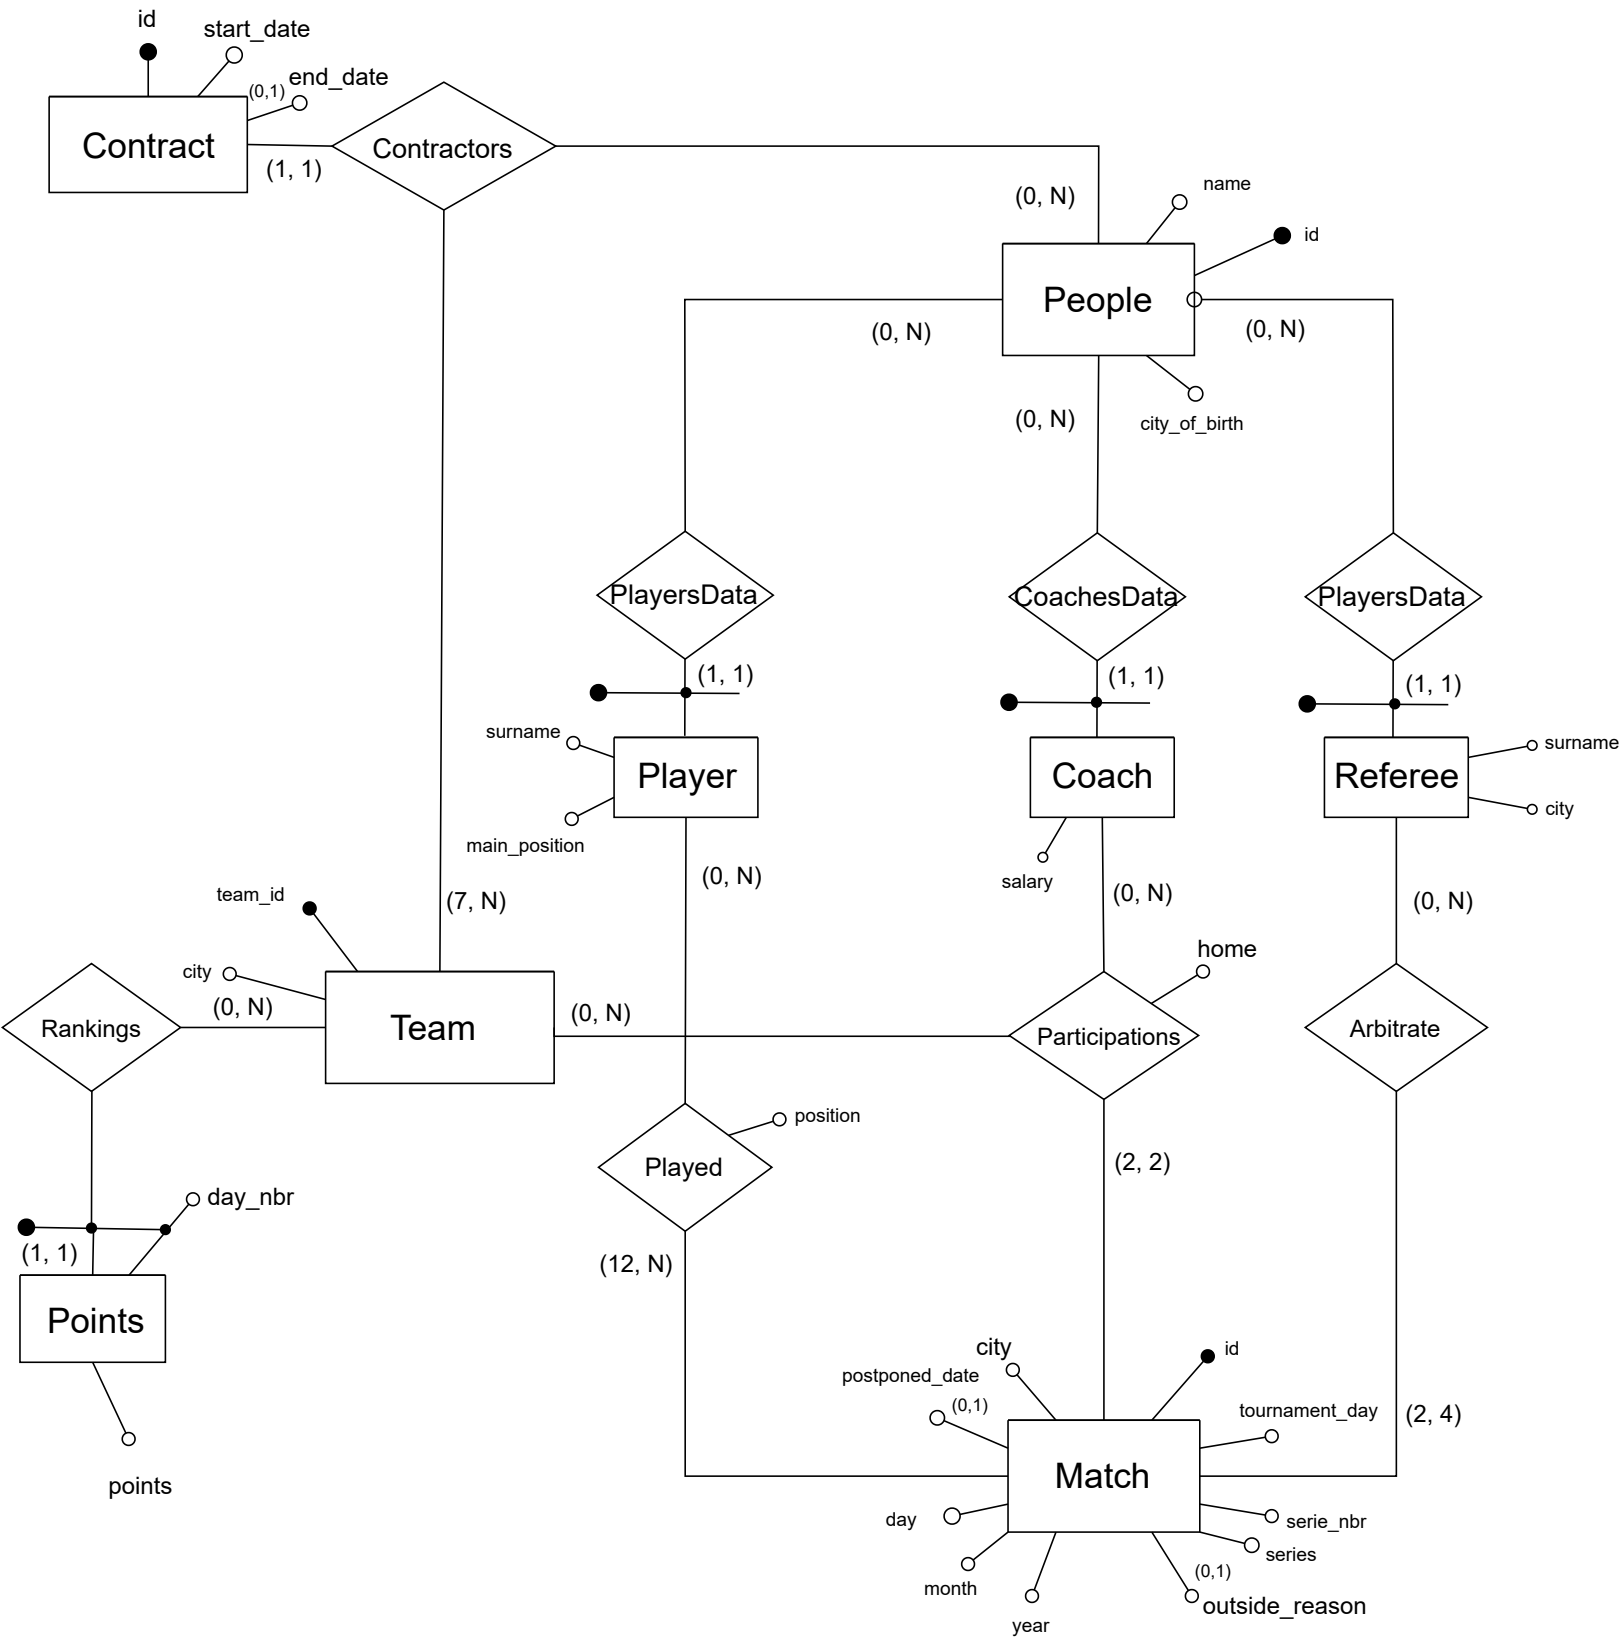 id
start_date
end_date
(0,1)
Contract
(1, 1)
Contractors
(0, N)
name
id
People
(0, N)
(0, N)
(0, N)
city_of_birth
PlayersData
CoachesData
PlayersData
(1, 1)
(1, 1)
(1, 1)
surname
Player
main_position
Coach
salary
Referee
surname
city
(0, N)
(0, N)
(0, N)
team_id
(7, N)
city
(0, N)
Rankings
Team
(0, N)
home
Participations
Arbitrate
position
Played
(2, 2)
day_nbr
(1, 1)
(12, N)
Points
points
city
id
postponed_date
(0,1)
tournament_day
(2, 4)
Match
day
serie_nbr
series
month
(0,1)
year
outside_reason